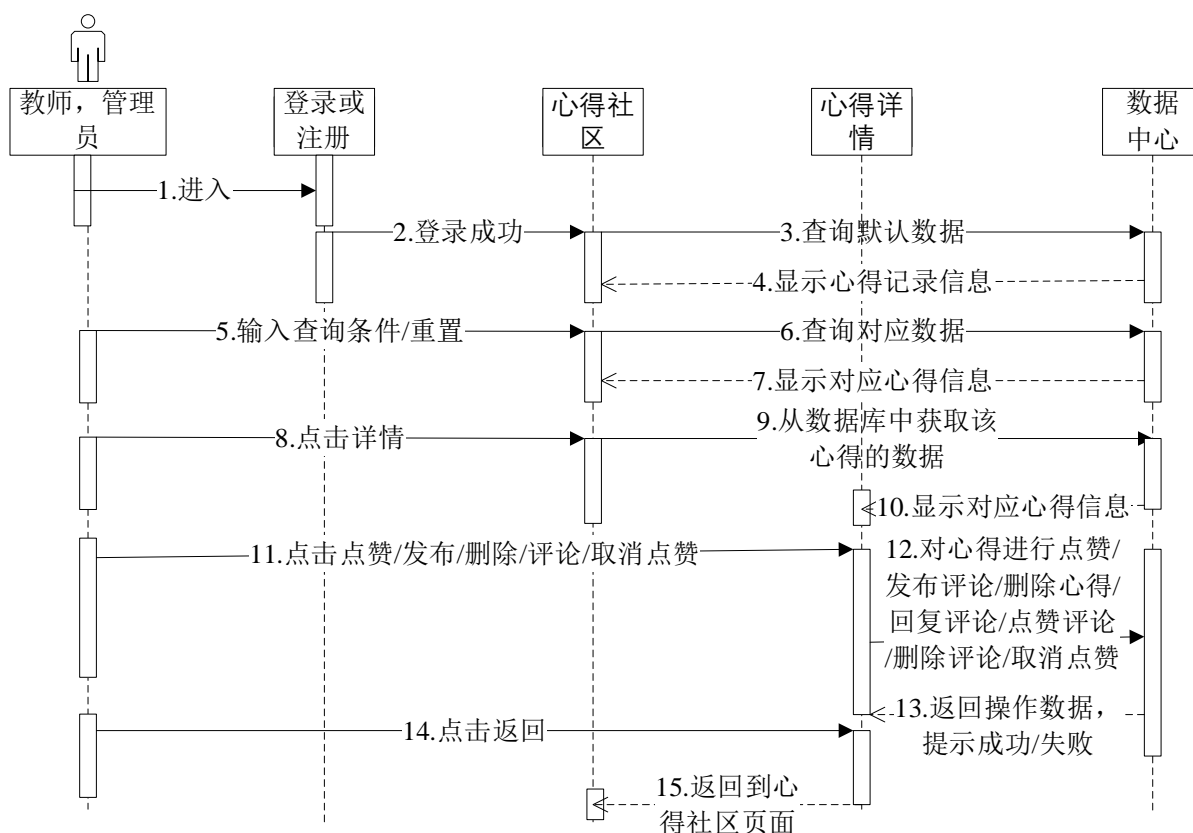 教师，管理
员
登录或
注册
心得社
区
心得详
情
数据
中心
1.进入
2.登录成功
3.查询默认数据
4.显示心得记录信息
5.输入查询条件/重置
6.查询对应数据
7.显示对应心得信息
8.点击详情
9.从数据库中获取该
心得的数据
10.显示对应心得信息
11.点击点赞/发布/删除/评论/取消点赞
12.对心得进行点赞/
发布评论/删除心得/
回复评论/点赞评论
/删除评论/取消点赞
13.返回操作数据，
提示成功/失败
14.点击返回
15.返回到心
得社区页面